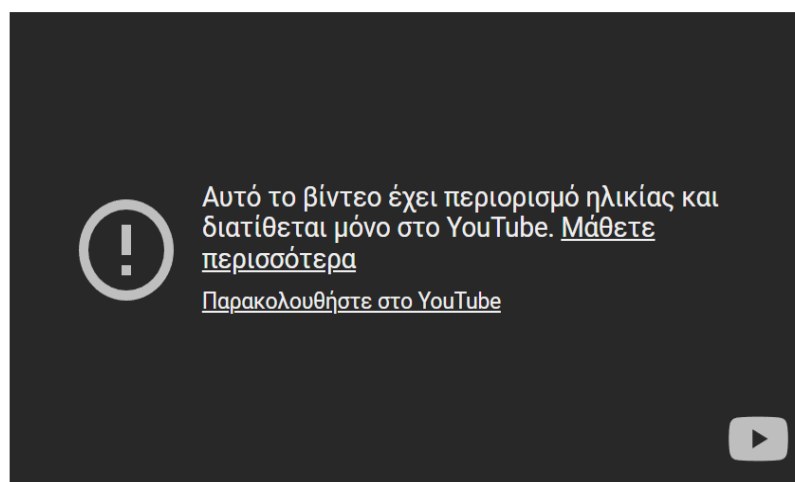 Αυτό το βίντεο έχει περιορισμό ηλικίας και
διατίθεται μόνο στο YouTube. Μάθετε
περισσότερα
Παρακολουθήστε στο YouTube